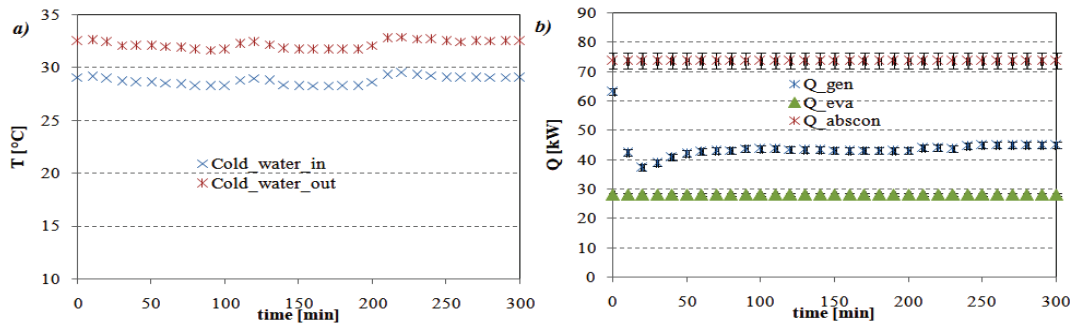 a)
T [°C]
35
30
25
20
15
10
0
50
100
150
200
250
300
time [min]
Cold_water_in
Cold_water_out
b)
Q [kW]
90
80
70
60
50
40
30
20
10
0
0
50
100
150
200
250
300
time [min]
Q_gen
Q_eva
Q_abscon